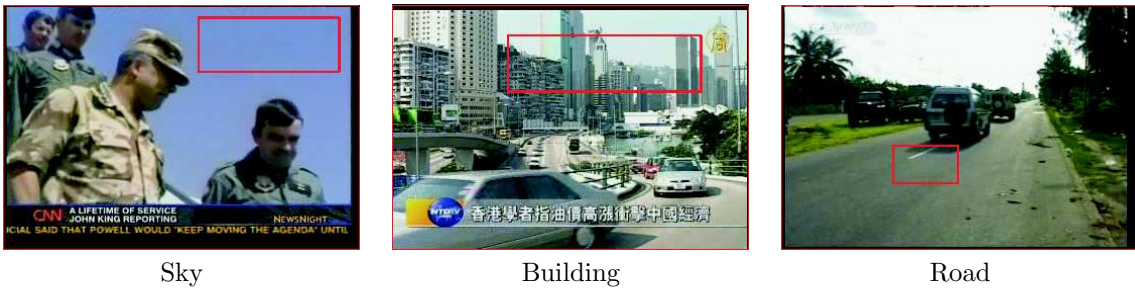 CNN
A LIFETIME OF SERVICE
JOHN KING REPORTING
NEWSNIGHT
ICIAL SAID THAT POWELL WOULD "KEEP MOVING THE AGENDA" UNTIL
NTDTV
香港學者指油價高漲衝擊中國經濟
Sky
Building
Road